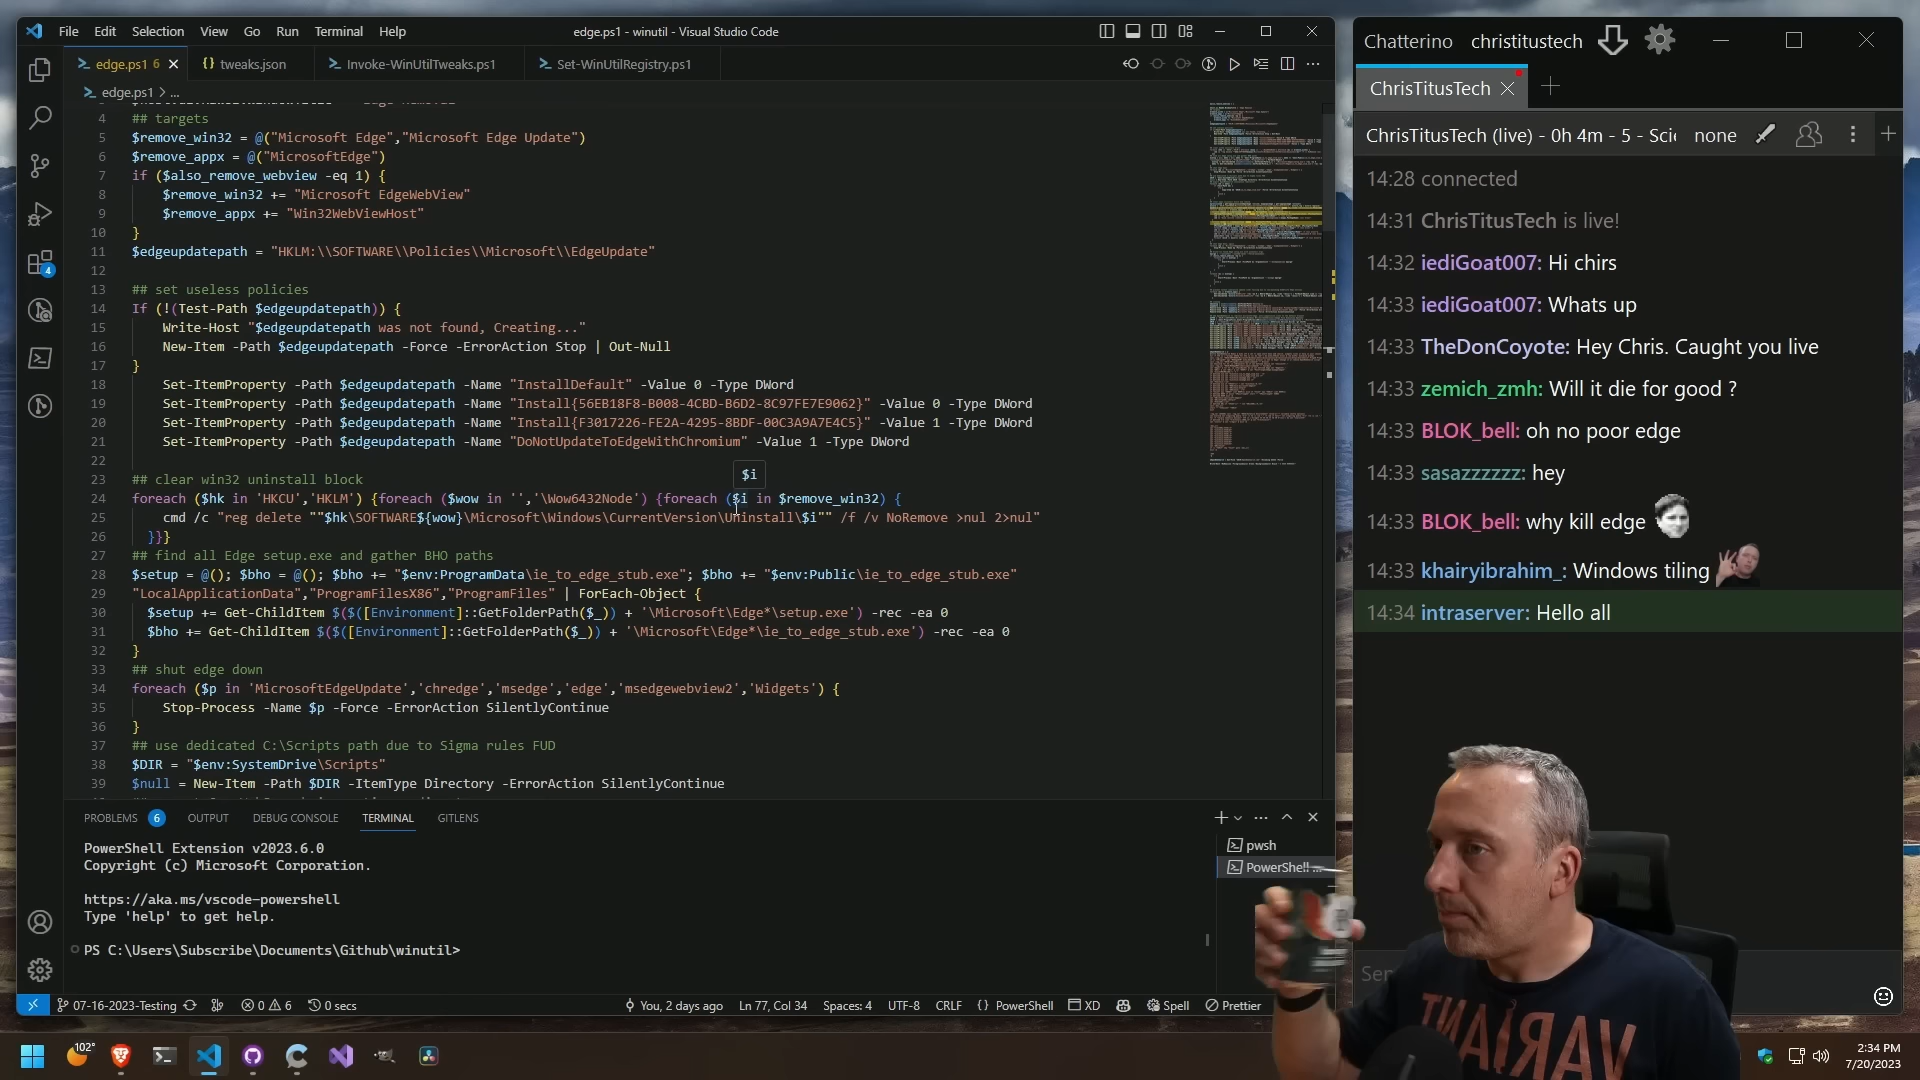 File Edit Selection View Go Run Terminal Help
edge.ps1 - winutil - Visual Studio Code
edge.ps1 6
tweaks.json
Invoke-WinUtilTweaks.ps1
Set-WinUtilRegistry.ps1
edge.ps1 > ...
4 ## targets
5 $remove_win32 = @("Microsoft Edge","Microsoft Edge Update")
6 $remove_appx = @("MicrosoftEdge")
7 if ($also_remove_webview -eq 1) {
8 $remove_win32 += "Microsoft EdgeWebView"
9 $remove_appx += "Win32WebViewHost"
10 }
11 $edgeupdatepath = "HKLM:\\SOFTWARE\\Policies\\Microsoft\\EdgeUpdate"
12
13 ## set useless policies
14 If (!(Test-Path $edgeupdatepath)) {
15 Write-Host "$edgeupdatepath was not found, Creating..."
16 New-Item -Path $edgeupdatepath -Force -ErrorAction Stop | Out-Null
17 }
18 Set-ItemProperty -Path $edgeupdatepath -Name "InstallDefault" -Value 0 -Type DWord
19 Set-ItemProperty -Path $edgeupdatepath -Name "Install{56EB18F8-B008-4CBD-B6D2-8C97FE7E9062}" -Value 0 -Type DWord
20 Set-ItemProperty -Path $edgeupdatepath -Name "Install{F3017226-FE2A-4295-8BDF-00C3A9A7E4C5}" -Value 1 -Type DWord
21 Set-ItemProperty -Path $edgeupdatepath -Name "DoNotUpdateToEdgeWithChromium" -Value 1 -Type DWord
22
$i
23 ## clear win32 uninstall block
24 foreach ($hk in 'HKCU','HKLM') {foreach ($wow in '','\Wow6432Node') {foreach ($i in $remove_win32) {
25 cmd /c "reg delete ""$hk\SOFTWARE${wow}\Microsoft\Windows\CurrentVersion\Uninstall\$i"" /f /v NoRemove >nul 2>nul"
26 }}}
27 ## find all Edge setup.exe and gather BHO paths
28 $setup = @(); $bho = @(); $bho += "$env:ProgramData\ie_to_edge_stub.exe"; $bho += "$env:Public\ie_to_edge_stub.exe"
29 "LocalApplicationData","ProgramFilesX86","ProgramFiles" | ForEach-Object {
30 $setup += Get-ChildItem $($([Environment]::GetFolderPath($_)) + '\Microsoft\Edge*\setup.exe') -rec -ea 0
31 $bho += Get-ChildItem $($([Environment]::GetFolderPath($_)) + '\Microsoft\Edge*\ie_to_edge_stub.exe') -rec -ea 0
32 }
33 ## shut edge down
34 foreach ($p in 'MicrosoftEdgeUpdate','chredge','msedge','edge','msedgewebview2','Widgets') {
35 Stop-Process -Name $p -Force -ErrorAction SilentlyContinue
36 }
37 ## use dedicated C:\Scripts path due to Sigma rules FUD
38 $DIR = "$env:SystemDrive\Scripts"
39 $null = New-Item -Path $DIR -ItemType Directory -ErrorAction SilentlyContinue
4
PROBLEMS 6 OUTPUT DEBUG CONSOLE TERMINAL GITLENS
PowerShell Extension v2023.6.0
Copyright (c) Microsoft Corporation.
https://aka.ms/vscode-powershell
Type 'help' to get help.
PS C:\Users\Subscribe\Documents\Github\winutil>
pwsh
PowerShell ...
07-16-2023-Testing 0 6 0 secs You, 2 days ago Ln 77, Col 34 Spaces: 4 UTF-8 CRLF {} PowerShell XD Spell Prettier
Chatterino christitustech
ChrisTitusTech
ChrisTitusTech (live) - 0h 4m - 5 - Scie none
14:28 connected
14:31 ChrisTitusTech is live!
14:32 iediGoat007: Hi chirs
14:33 iediGoat007: Whats up
14:33 TheDonCoyote: Hey Chris. Caught you live
14:33 zemich_zmh: Will it die for good ?
14:33 BLOK_bell: oh no poor edge
14:33 sasazzzzzz: hey
14:33 BLOK_bell: why kill edge
14:33 khairyibrahim_: Windows tiling
14:34 intraserver: Hello all
VARIANT
VARIANT
102°
2:34 PM
7/20/2023